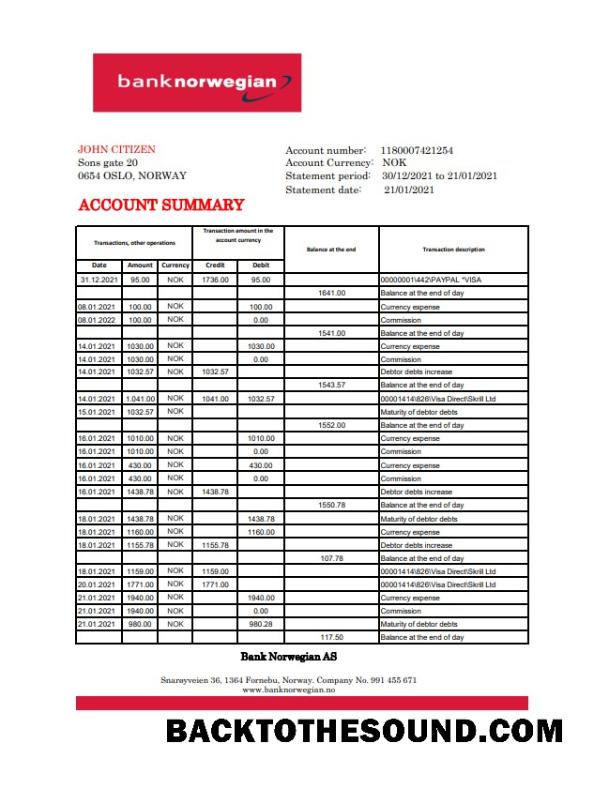 banknorwegian
JOHN CITIZEN
Sons gate 20
0654 OSLO, NORWAY
Account number: 1180007421254
Account Currency: NOK
Statement period: 30/12/2021 to 21/01/2021
Statement date: 21/01/2021
ACCOUNT SUMMARY
Transactions, other operations
Transaction amount in the
account currency
Balance at the end
Transaction description
Date Amount Currency Credit Debit
31.12.2021 95.00 NOK 1736.00 95.00 00000001\442\PAYPAL "VISA
1641.00 Balance at the end of day
08.01.2021 100.00 NOK 100.00 Currency expense
08.01.2022 100.00 NOK 0.00 Commission
1541.00 Balance at the end of day
14.01.2021 1030.00 NOK 1030.00 Currency expense
14.01.2021 1030.00 NOK 0.00 Commission
14.01.2021 1032.57 NOK 1032.57 Debtor debts increase
1543.57 Balance at the end of day
14.01.2021 1.041.00 NOK 1041.00 1032.57 00001414\826\Visa Direct\Skrill Ltd
15.01.2021 1032.57 NOK Maturity of debtor debts
1552.00 Balance at the end of day
16.01.2021 1010.00 NOK 1010.00 Currency expense
16.01.2021 1010.00 NOK 0.00 Commission
16.01.2021 430.00 NOK 430.00 Currency expense
16.01.2021 430.00 NOK 0.00 Commission
16.01.2021 1438.78 NOK 1438.78 Debtor debts increase
1550.78 Balance at the end of day
18.01.2021 1438.78 NOK 1438.78 Maturity of debtor debts
18.01.2021 1160.00 NOK 1160.00 Currency expense
18.01.2021 1155.78 NOK 1155.78 Debtor debts increase
107.78 Balance at the end of day
18.01.2021 1159.00 NOK 1159.00 00001414\826\Visa Direct\Skrill Ltd
20.01.2021 1771.00 NOK 1771.00 00001414\826\Visa Direct\Skrill Ltd
21.01.2021 1940.00 NOK 1940.00 Currency expense
21.01.2021 1940.00 NOK 0.00 Commission
21.01.2021 980.00 NOK 980.28 Maturity of debtor debts
117.50 Balance at the end of day
Bank Norwegian AS
Snarøyveien 36, 1364 Fornebu, Norway. Company No. 991 455 671
www.banknorwegian.no
BACKTOTHESOUND.COM